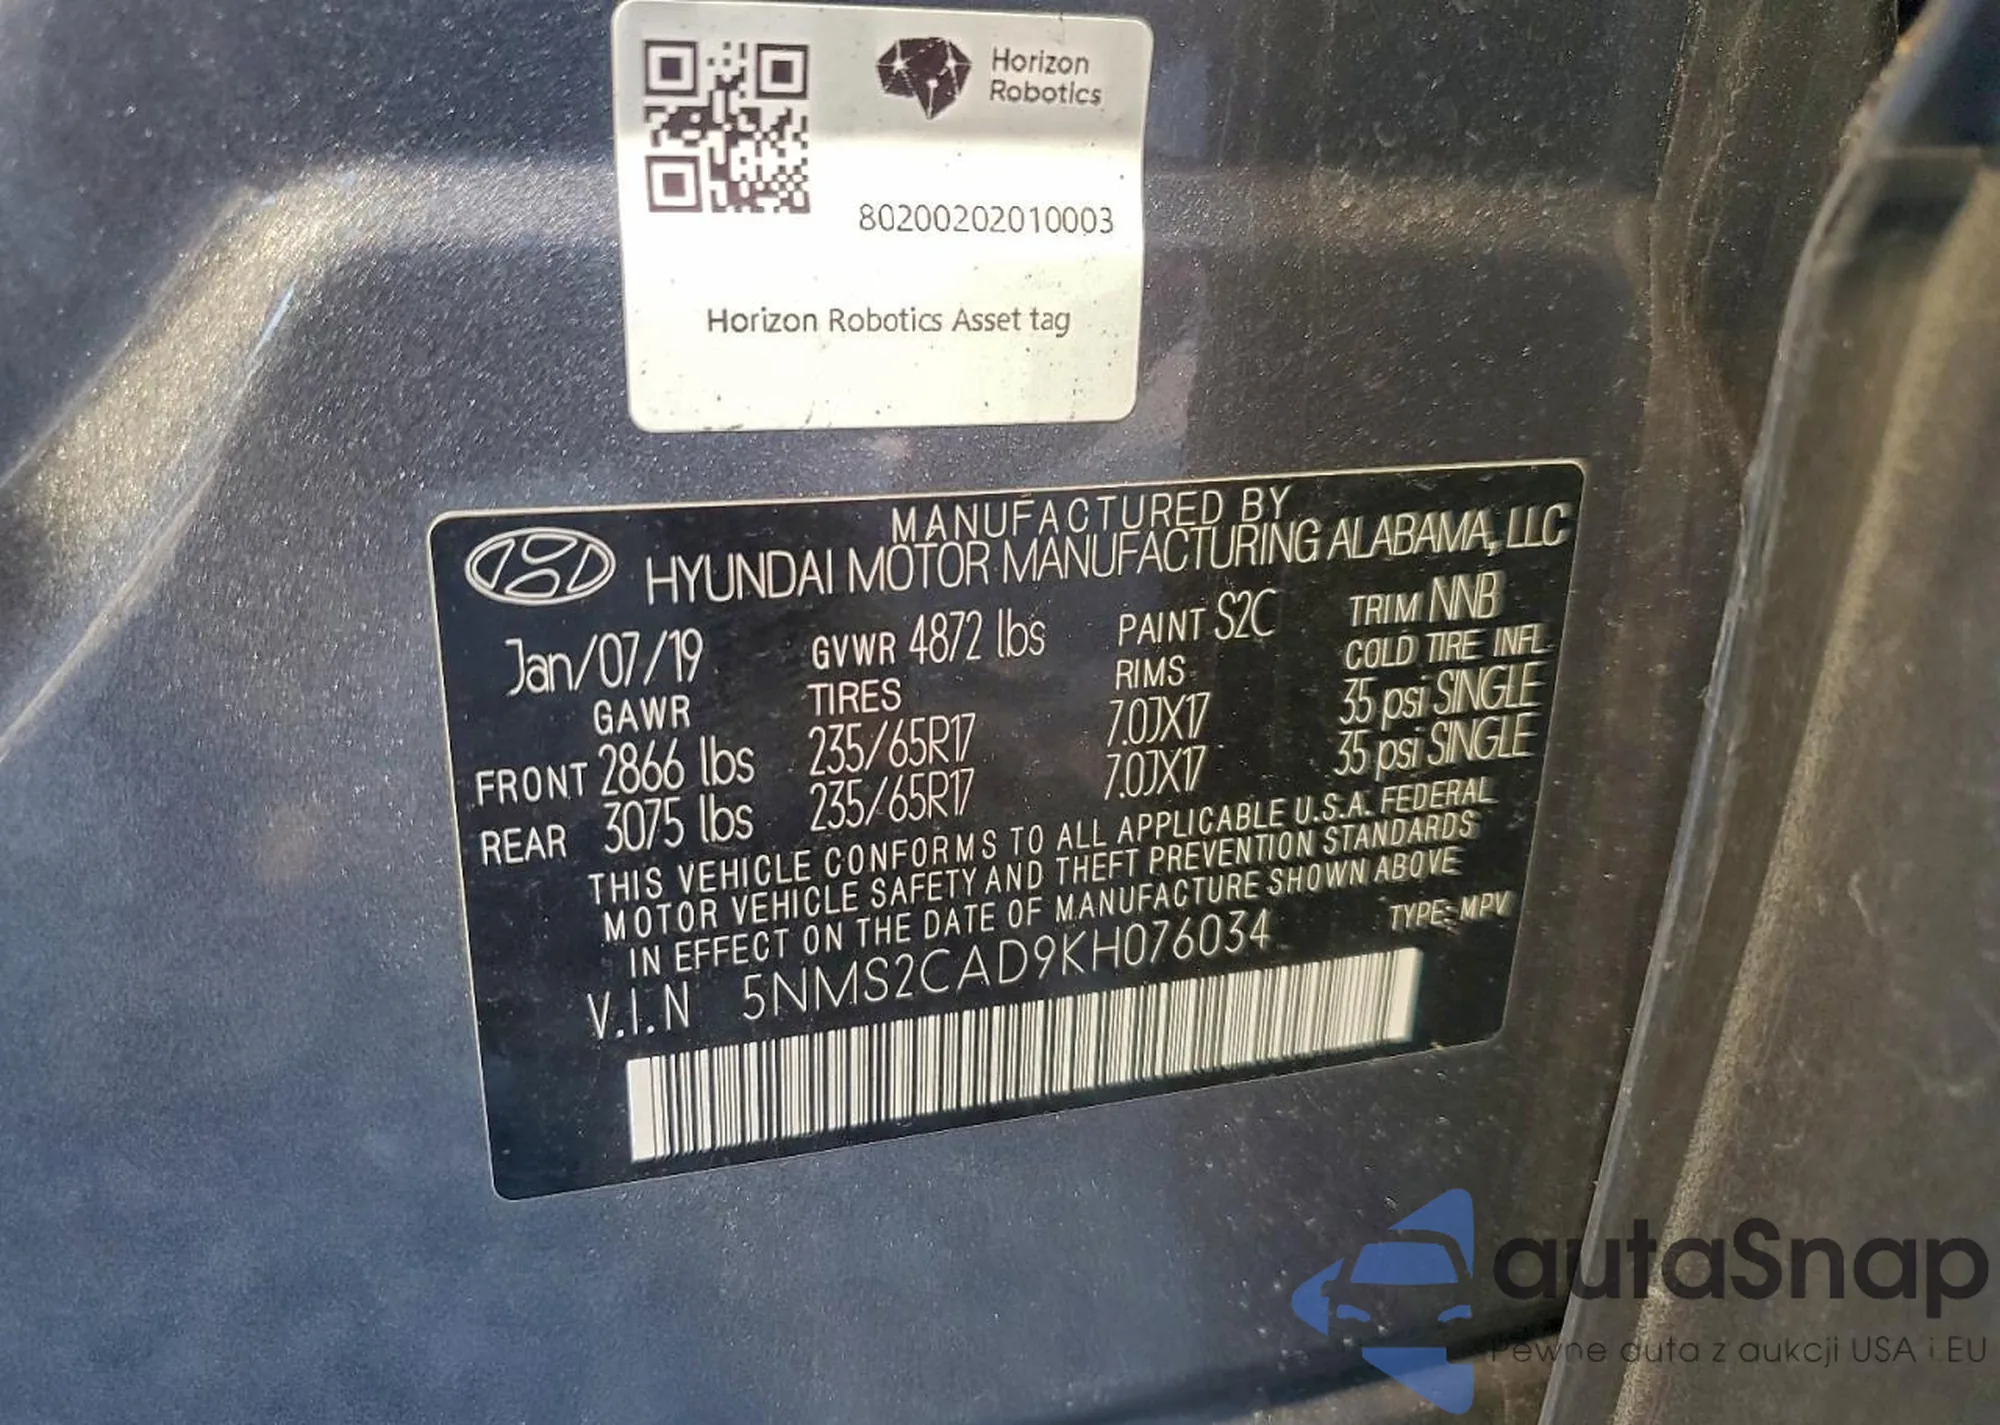 Horizon
Robotics
80200202010003
Horizon Robotics Asset tag
MANUFACTURED BY
HYUNDAI MOTOR MANUFACTURING ALABAMA, LLC
Jan/07/19 GVWR 4872 lbs PAINT S2C TRIM NNB
GAWR TIRES RIMS COLD TIRE INFL
FRONT 2866 lbs 235/65R17 7.0JX17 35 psi SINGLE
REAR 3075 lbs 235/65R17 7.0JX17 35 psi SINGLE
THIS VEHICLE CONFORMS TO ALL APPLICABLE U.S.A. FEDERAL
MOTOR VEHICLE SAFETY AND THEFT PREVENTION STANDARDS
IN EFFECT ON THE DATE OF MANUFACTURE SHOWN ABOVE
V.I.N 5NMS2CAD9KH076034 TYPE: MPV
autaSnap
Pewne auta z aukcji USA i EU